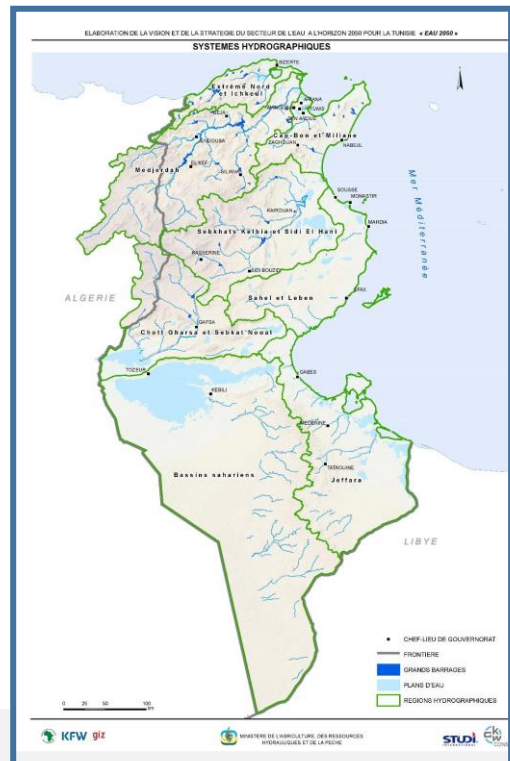 ELABORATION DE LA VISION ET DE LA STRATEGIE DU SECTEUR DE L'EAU A L'HORIZON 2050 POUR LA TUNISIE « EAU 2050 »
SYSTEMES HYDROGRAPHIQUES
BIZERTE
Extrême Nord
et Ichkeul
ARIANA
TUNIS
BEN AROUS
BEJA
JENDOUBA
Cap-Bon et Miliane
ZAGHOUAN
NABEUL
EL KEF
SILIANA
Medjerdah
SOUSSE
MONASTIR
Mer Méditerranée
KAIROUAN
MAHDIA
Sebkhats Kelbia et Sidi El Hani
KASSERINE
SIDI BOUZID
ALGERIE
Sahel et Leben
SFAX
GAFSA
Chott Gharsa et Sebkat Noual
TOZEUR
GABES
KEBILI
MEDENINE
TATAOUINE
Bassins sahariens
Jeffara
LIBYE
CHEF-LIEU DE GOUVERNORAT
FRONTIERE
GRANDS BARRAGES
PLANS D'EAU
REGIONS HYDROGRAPHIQUES
0 25 50 100
KFW giz
MINISTERE DE L'AGRICULTURE, DES RESSOURCES
HYDRAULIQUES ET DE LA PECHE
STUDI
INTERNATIONAL